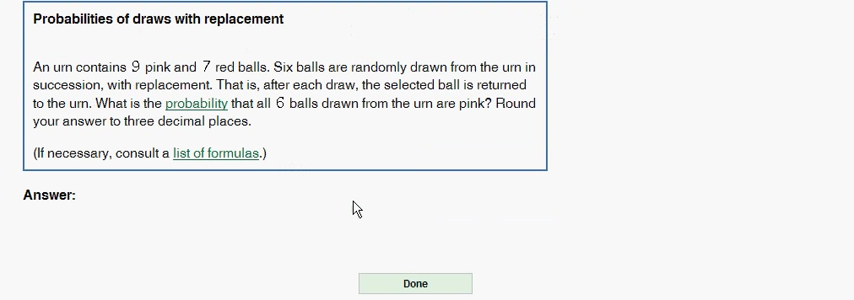 Probabilities of draws with replacement
An urn contains 9 pink and 7 red balls. Six balls are randomly drawn from the urn in
succession, with replacement. That is, after each draw, the selected ball is returned
to the urn. What is the probability that all 6 balls drawn from the urn are pink? Round
your answer to three decimal places.
(If necessary, consult a list of formulas.)
Answer:
Done